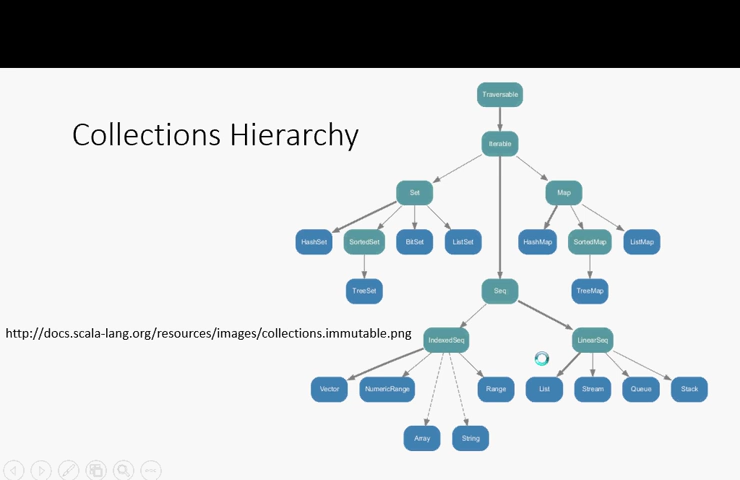 Traversable
Collections Hierarchy
Iterable
Set
Map
HashSet
SortedSet
BitSet
ListSet
HashMap
SortedMap
ListMap
TreeSet
Seq
TreeMap
http://docs.scala-lang.org/resources/images/collections.immutable.png
IndexedSeq
LinearSeq
Vector
NumericRange
Range
List
Stream
Queue
Stack
Array
String